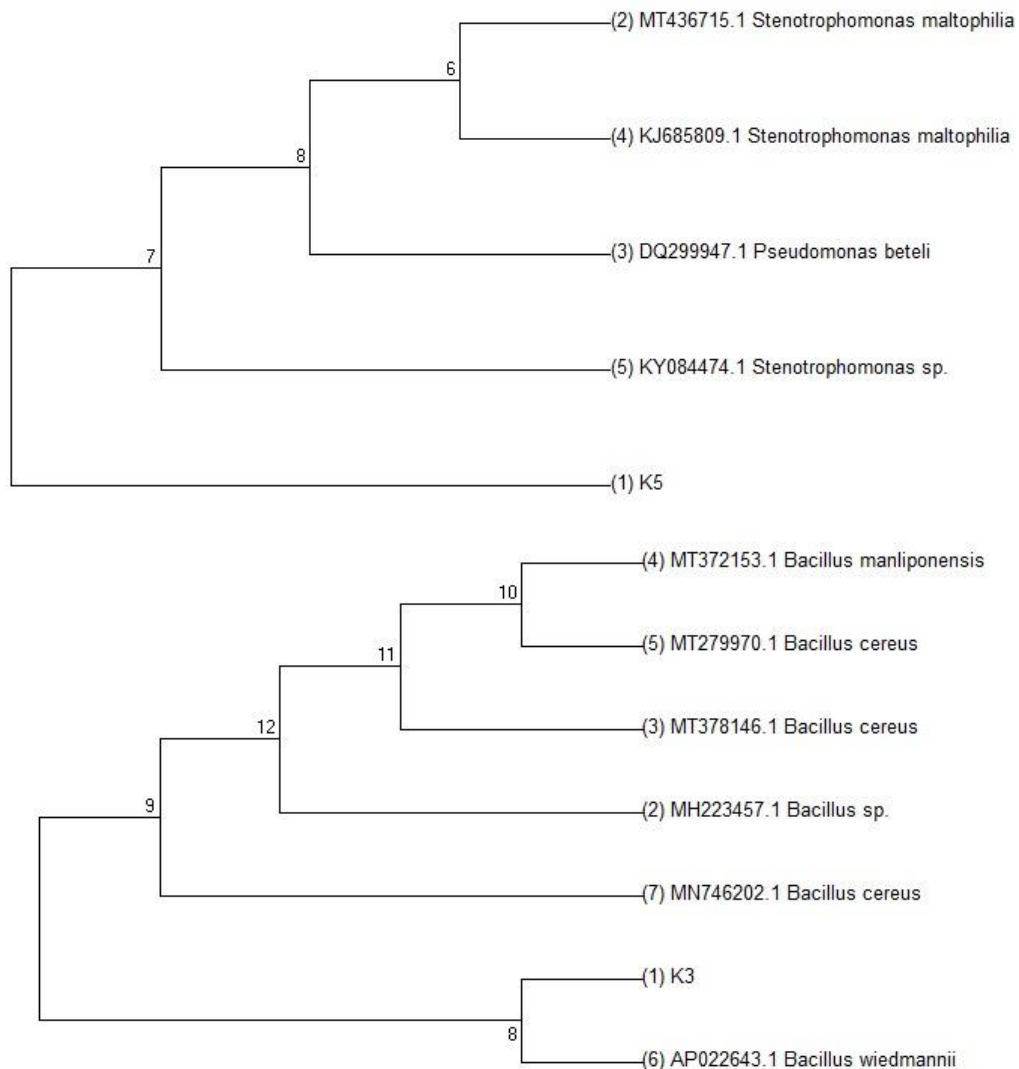 (2) MT436715.1 Stenotrophomonas maltophilia
6
(4) KJ685809.1 Stenotrophomonas maltophilia
8
(3) DQ299947.1 Pseudomonas beteli
7
(5) KY084474.1 Stenotrophomonas sp.
(1) K5
(4) MT372153.1 Bacillus manliponensis
10
(5) MT279970.1 Bacillus cereus
11
(3) MT378146.1 Bacillus cereus
12
(2) MH223457.1 Bacillus sp.
9
(7) MN746202.1 Bacillus cereus
(1) K3
8
(6) AP022643.1 Bacillus wiedmannii